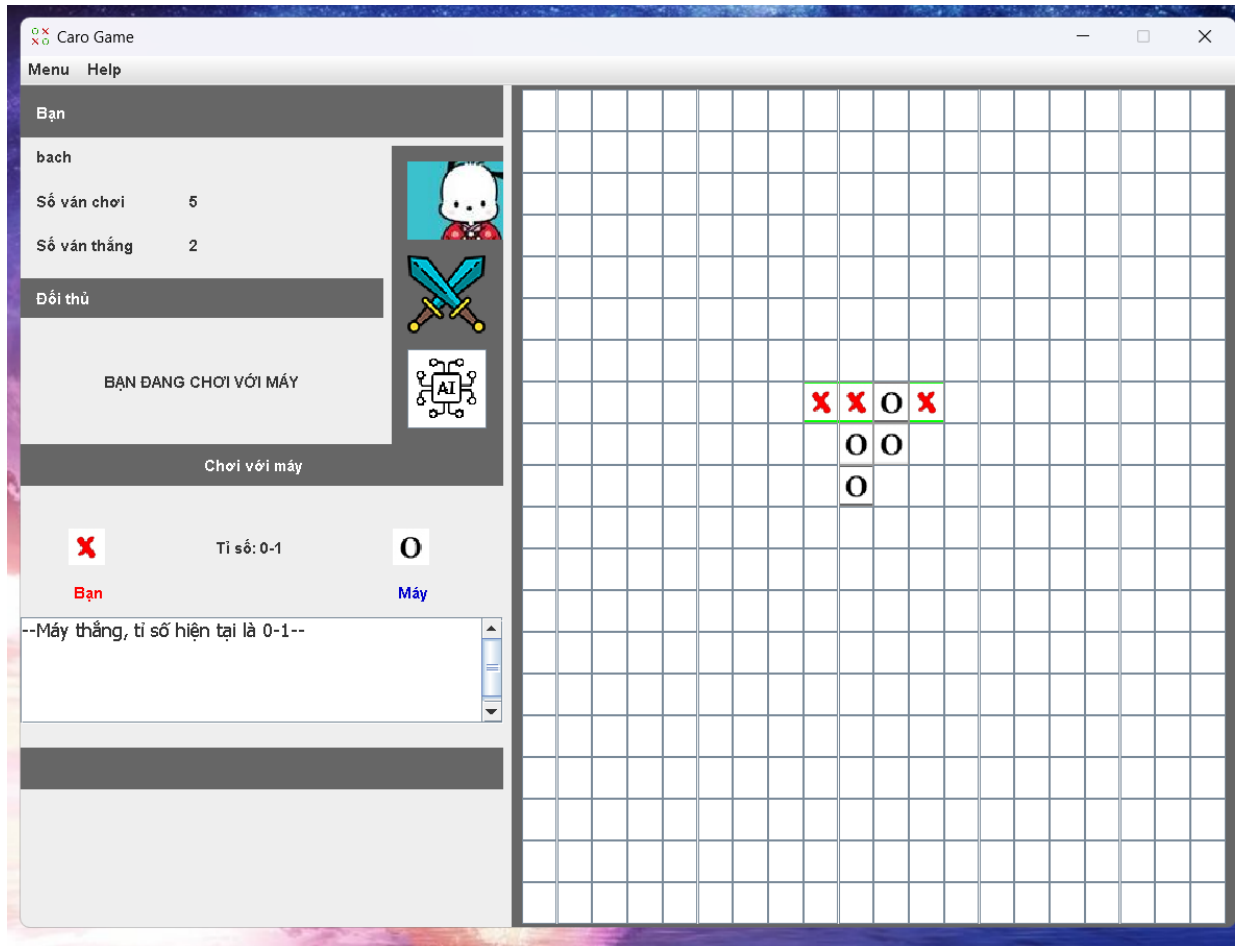 Caro Game
Menu Help
Bạn
bach
Số ván chơi 5
Số ván thắng 2
Đối thủ
BẠN ĐANG CHƠI VỚI MÁY
AI
Chơi với máy
X Tỉ số: 0-1 O
Bạn Máy
--Máy thắng, tỉ số hiện tại là 0-1--
X X O X
O O
O